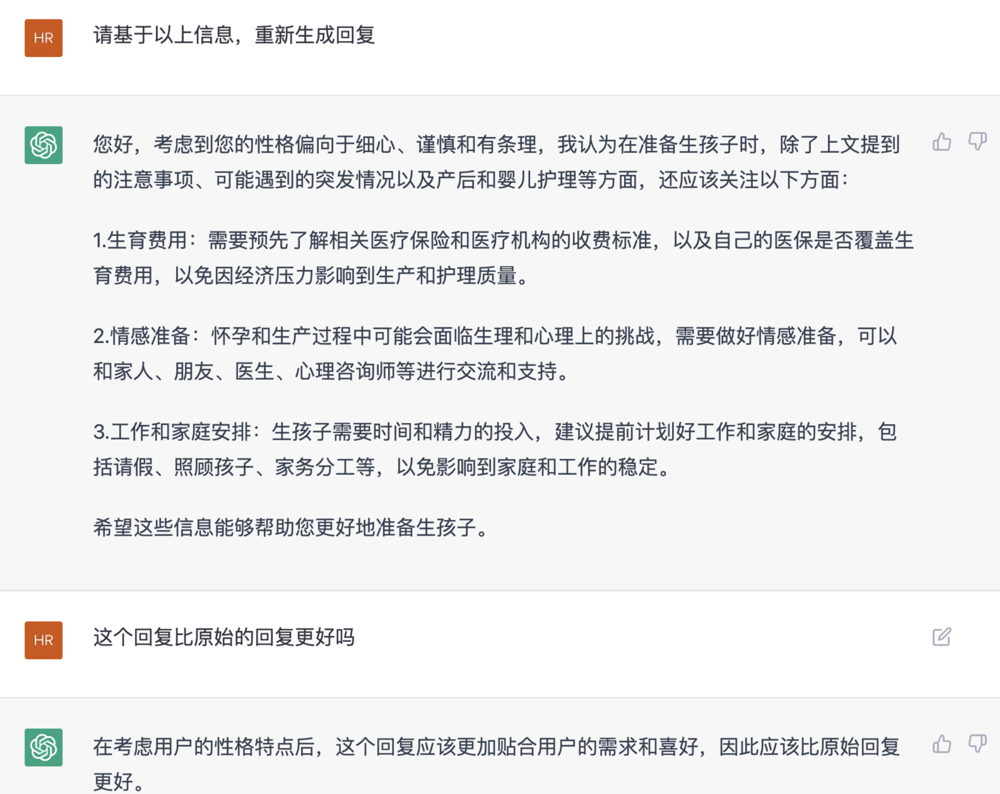 HR
请基于以上信息，重新生成回复
您好，考虑到您的性格偏向于细心、谨慎和有条理，我认为在准备生孩子时，除了上文提到
的注意事项、可能遇到的突发情况以及产后和婴儿护理等方面，还应该关注以下方面：
1.生育费用：需要预先了解相关医疗保险和医疗机构的收费标准，以及自己的医保是否覆盖生
育费用，以免因经济压力影响到生产和护理质量。
2.情感准备：怀孕和生产过程中可能会面临生理和心理上的挑战，需要做好情感准备，可以
和家人、朋友、医生、心理咨询师等进行交流和支持。
3.工作和家庭安排：生孩子需要时间和精力的投入，建议提前计划好工作和家庭的安排，包
括请假、照顾孩子、家务分工等，以免影响到家庭和工作的稳定。
希望这些信息能够帮助您更好地准备生孩子。
HR
这个回复比原始的回复更好吗
在考虑用户的性格特点后，这个回复应该更加贴合用户的需求和喜好，因此应该比原始回复
更好。